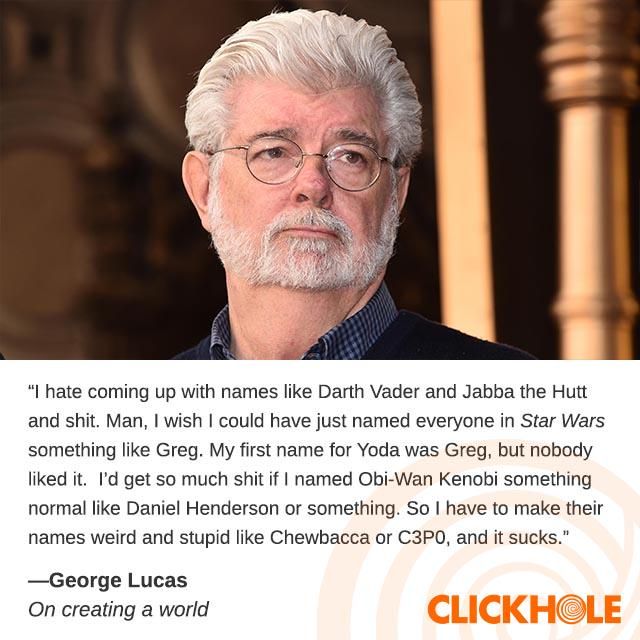 “I hate coming up with names like Darth Vader and Jabba the Hutt
and shit. Man, I wish I could have just named everyone in Star Wars
something like Greg. My first name for Yoda was Greg, but nobody
liked it.  I’d get so much shit if I named Obi-Wan Kenobi something
normal like Daniel Henderson or something. So I have to make their
names weird and stupid like Chewbacca or C3P0, and it sucks.”
—George Lucas
On creating a world
CLICKHOLE